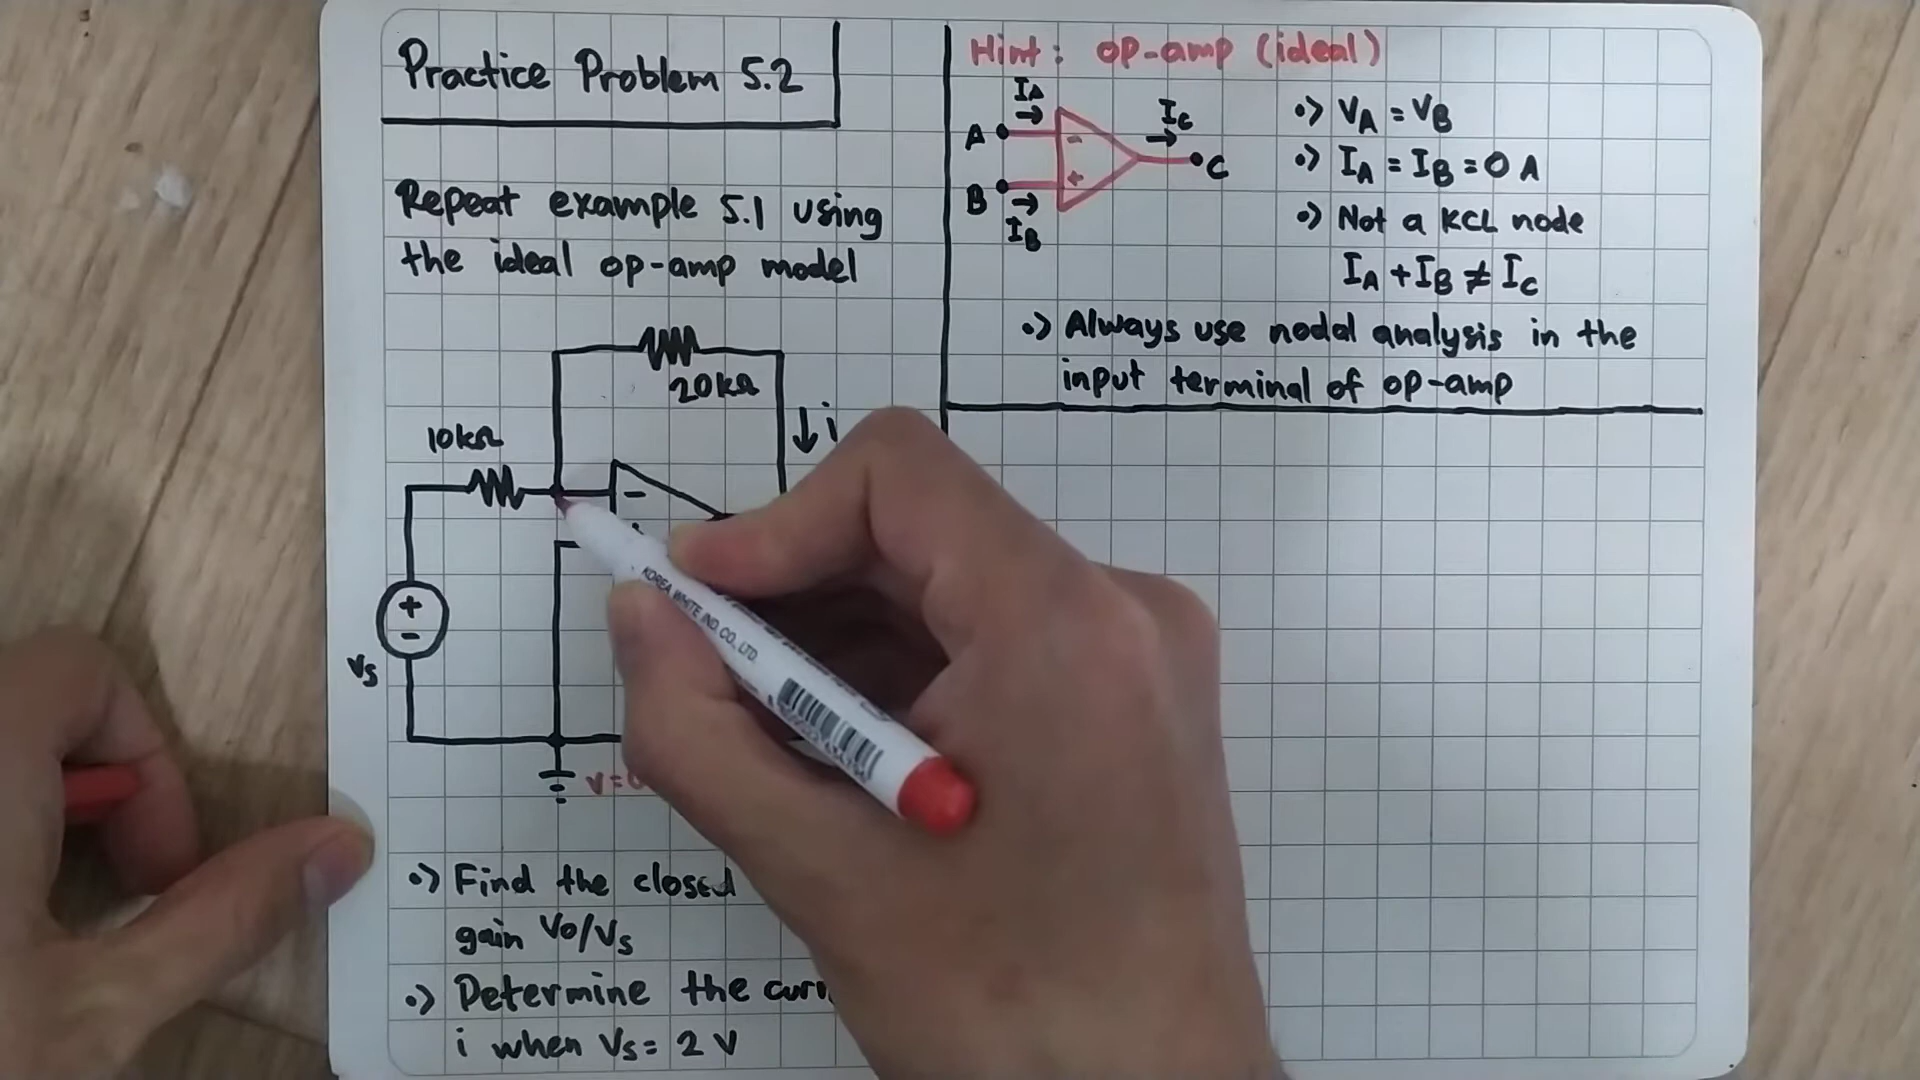 Practice Problem 5.2
Repeat example 5.1 using
the ideal op-amp model
20kΩ
↓ i
10kΩ
-
+
-
Vs
V=0
•> Find the closed
gain Vo/Vs
•> Determine the
i when Vs = 2 V
Hint: op-amp (ideal)
IA
→
A
-
Ic
→
C
+
B
→
IB
•> VA = VB
•> IA = IB = 0 A
•> Not a KCL node
IA + IB ≠ Ic
•> Always use nodal analysis in the
input terminal of op-amp
KOREA WHITE IND. CO., LTD.